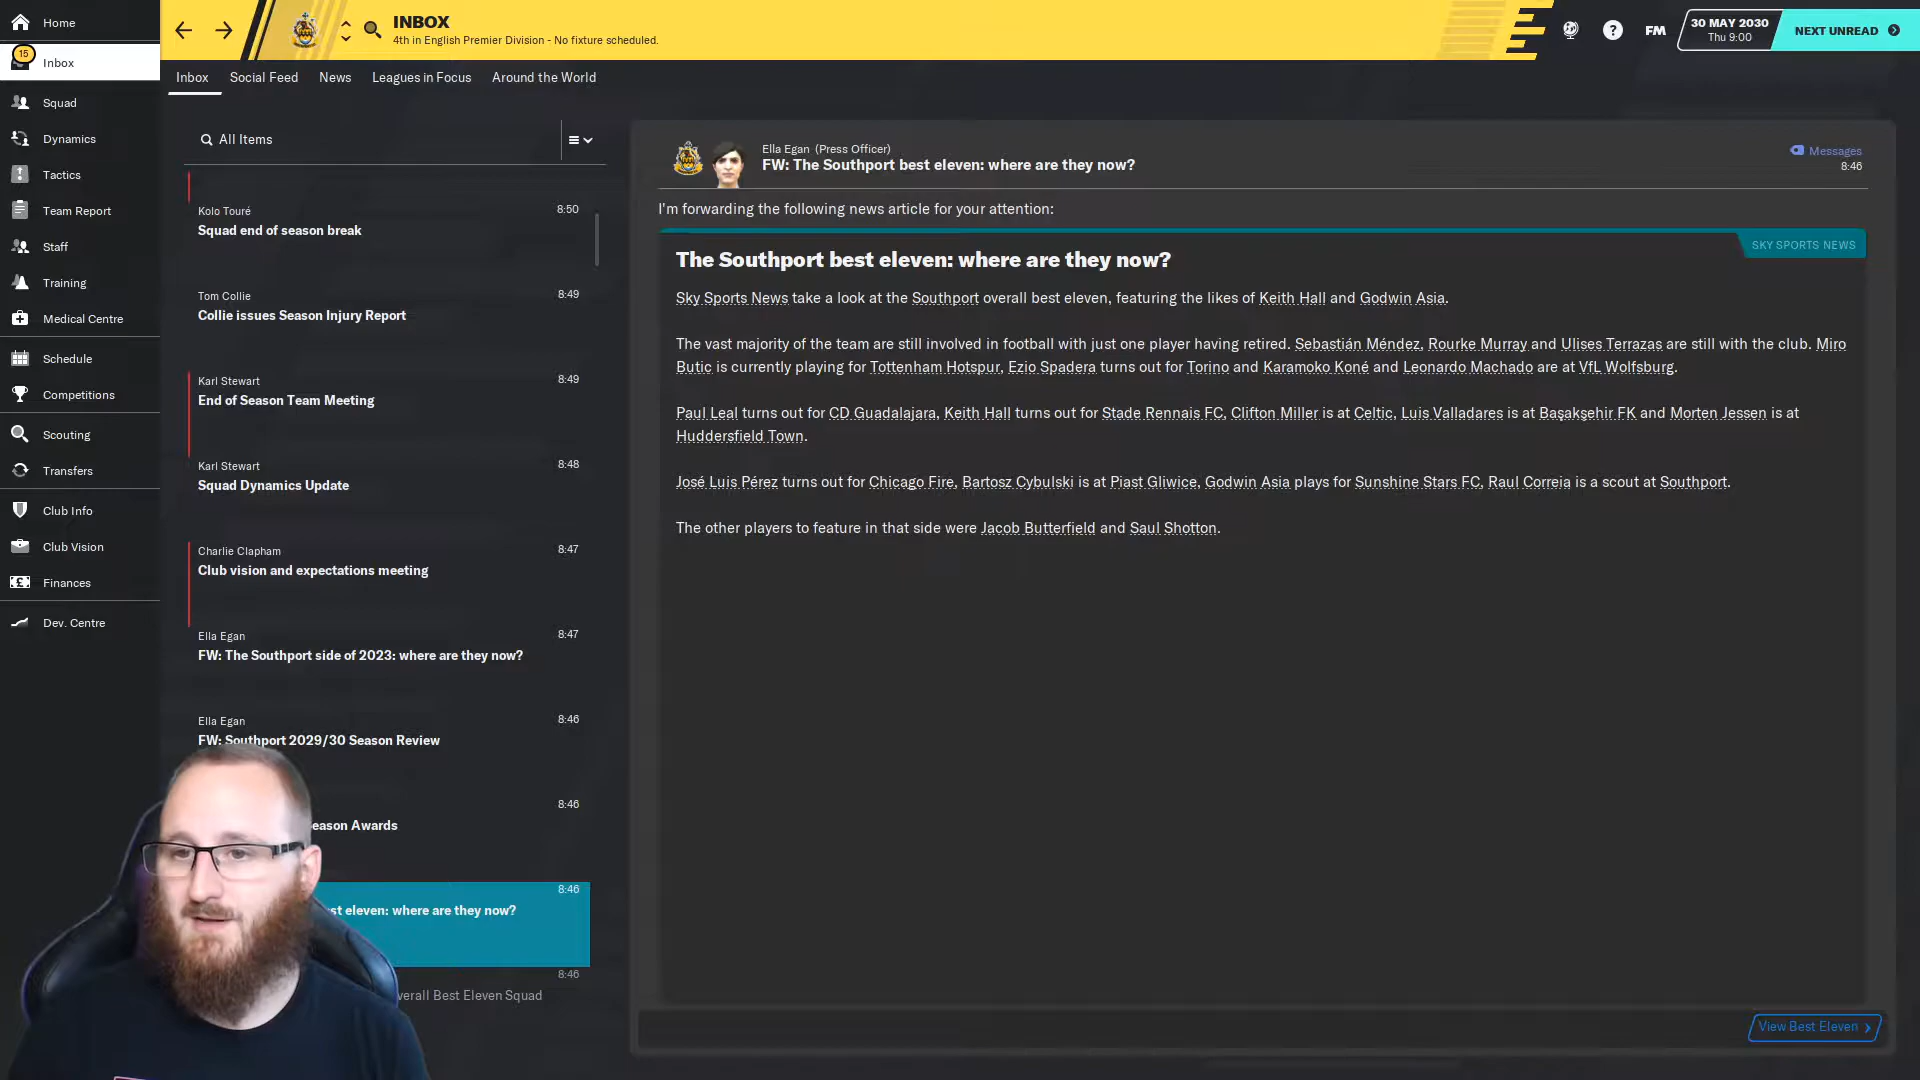 Home
15
Inbox
Squad
Dynamics
Tactics
Team Report
Staff
Training
Medical Centre
Schedule
Competitions
Scouting
Transfers
Club Info
Club Vision
Finances
Dev. Centre
INBOX
4th in English Premier Division - No fixture scheduled.
?
FM
30 MAY 2030
Thu 9:00
NEXT UNREAD
Inbox
Social Feed
News
Leagues in Focus
Around the World
All Items
Kolo Touré
8:50
Squad end of season break
Tom Collie
8:49
Collie issues Season Injury Report
Karl Stewart
8:49
End of Season Team Meeting
Karl Stewart
8:48
Squad Dynamics Update
Charlie Clapham
8:47
Club vision and expectations meeting
Ella Egan
8:47
FW: The Southport side of 2023: where are they now?
Ella Egan
8:46
FW: Southport 2029/30 Season Review
8:46
eason Awards
8:46
st eleven: where are they now?
8:46
verall Best Eleven Squad
Ella Egan (Press Officer)
FW: The Southport best eleven: where are they now?
Messages
8:46
I'm forwarding the following news article for your attention:
SKY SPORTS NEWS
The Southport best eleven: where are they now?
Sky Sports News take a look at the Southport overall best eleven, featuring the likes of Keith Hall and Godwin Asia.
The vast majority of the team are still involved in football with just one player having retired. Sebastián Méndez, Rourke Murray and Ulises Terrazas are still with the club. Miro
Butic is currently playing for Tottenham Hotspur, Ezio Spadera turns out for Torino and Karamoko Koné and Leonardo Machado are at VfL Wolfsburg.
Paul Leal turns out for CD Guadalajara, Keith Hall turns out for Stade Rennais FC, Clifton Miller is at Celtic, Luis Valladares is at Başakşehir FK and Morten Jessen is at
Huddersfield Town.
José Luis Pérez turns out for Chicago Fire, Bartosz Cybulski is at Piast Gliwice, Godwin Asia plays for Sunshine Stars FC, Raul Correia is a scout at Southport.
The other players to feature in that side were Jacob Butterfield and Saul Shotton.
View Best Eleven